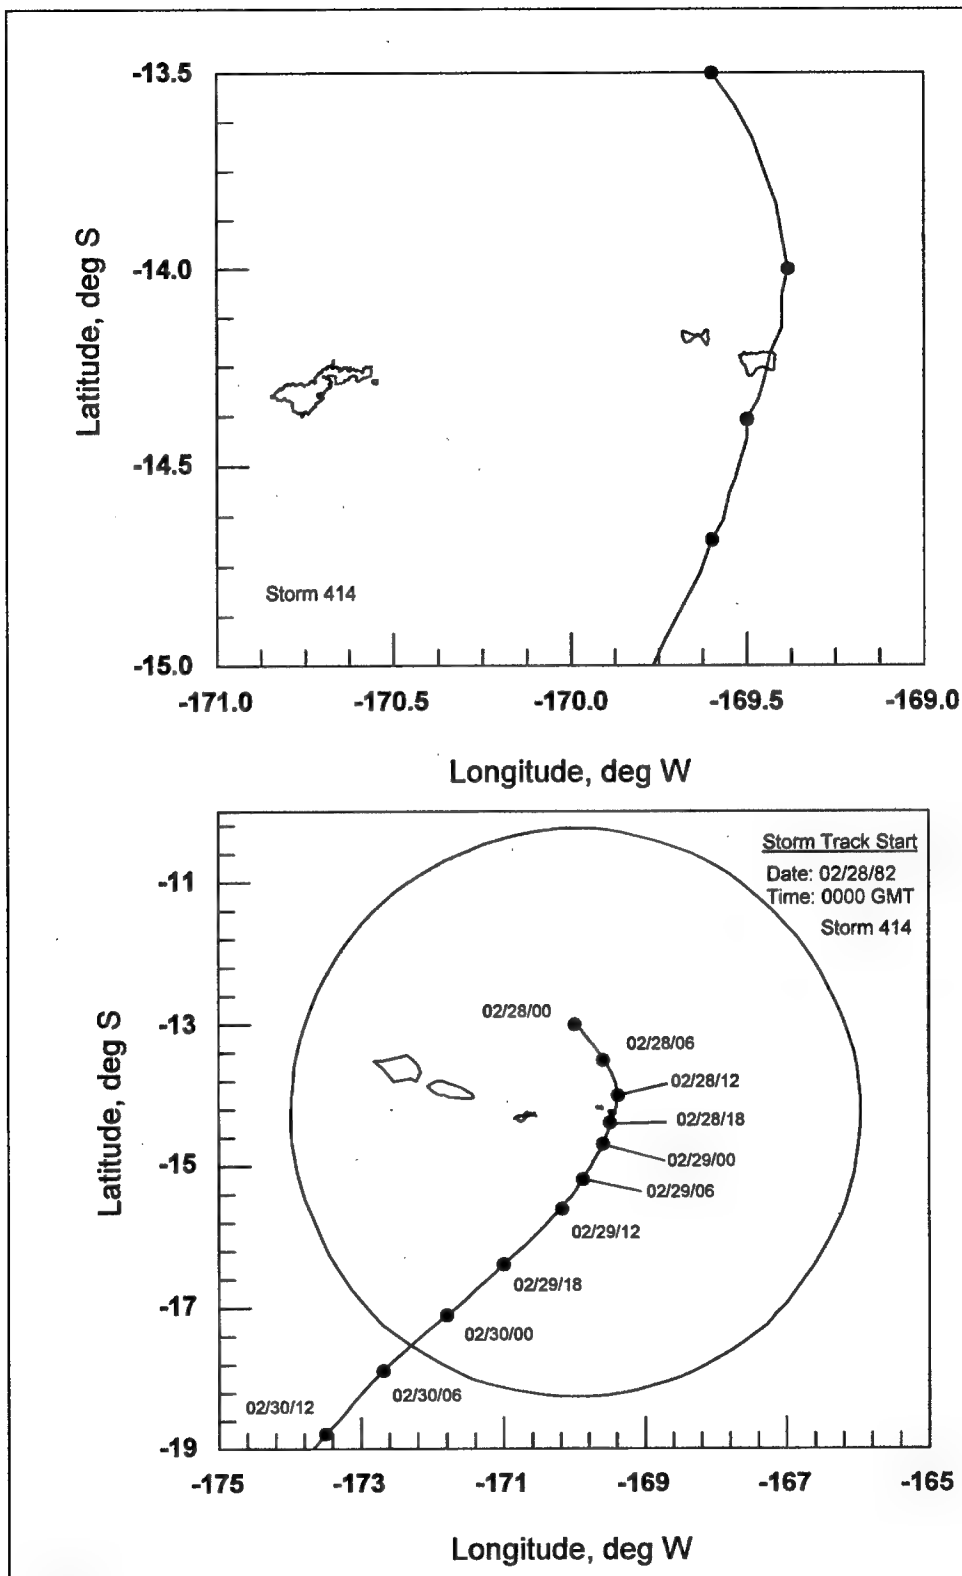 -13.5
-14.0
-14.5
-15.0
Latitude, deg S
Storm 414
-171.0 -170.5 -170.0 -169.5 -169.0
Longitude, deg W
Storm Track Start
Date: 02/28/82
Time: 0000 GMT
Storm 414
-11
-13
-15
-17
-19
Latitude, deg S
02/28/00
02/28/06
02/28/12
02/28/18
02/29/00
02/29/06
02/29/12
02/29/18
02/30/00
02/30/06
02/30/12
-175 -173 -171 -169 -167 -165
Longitude, deg W